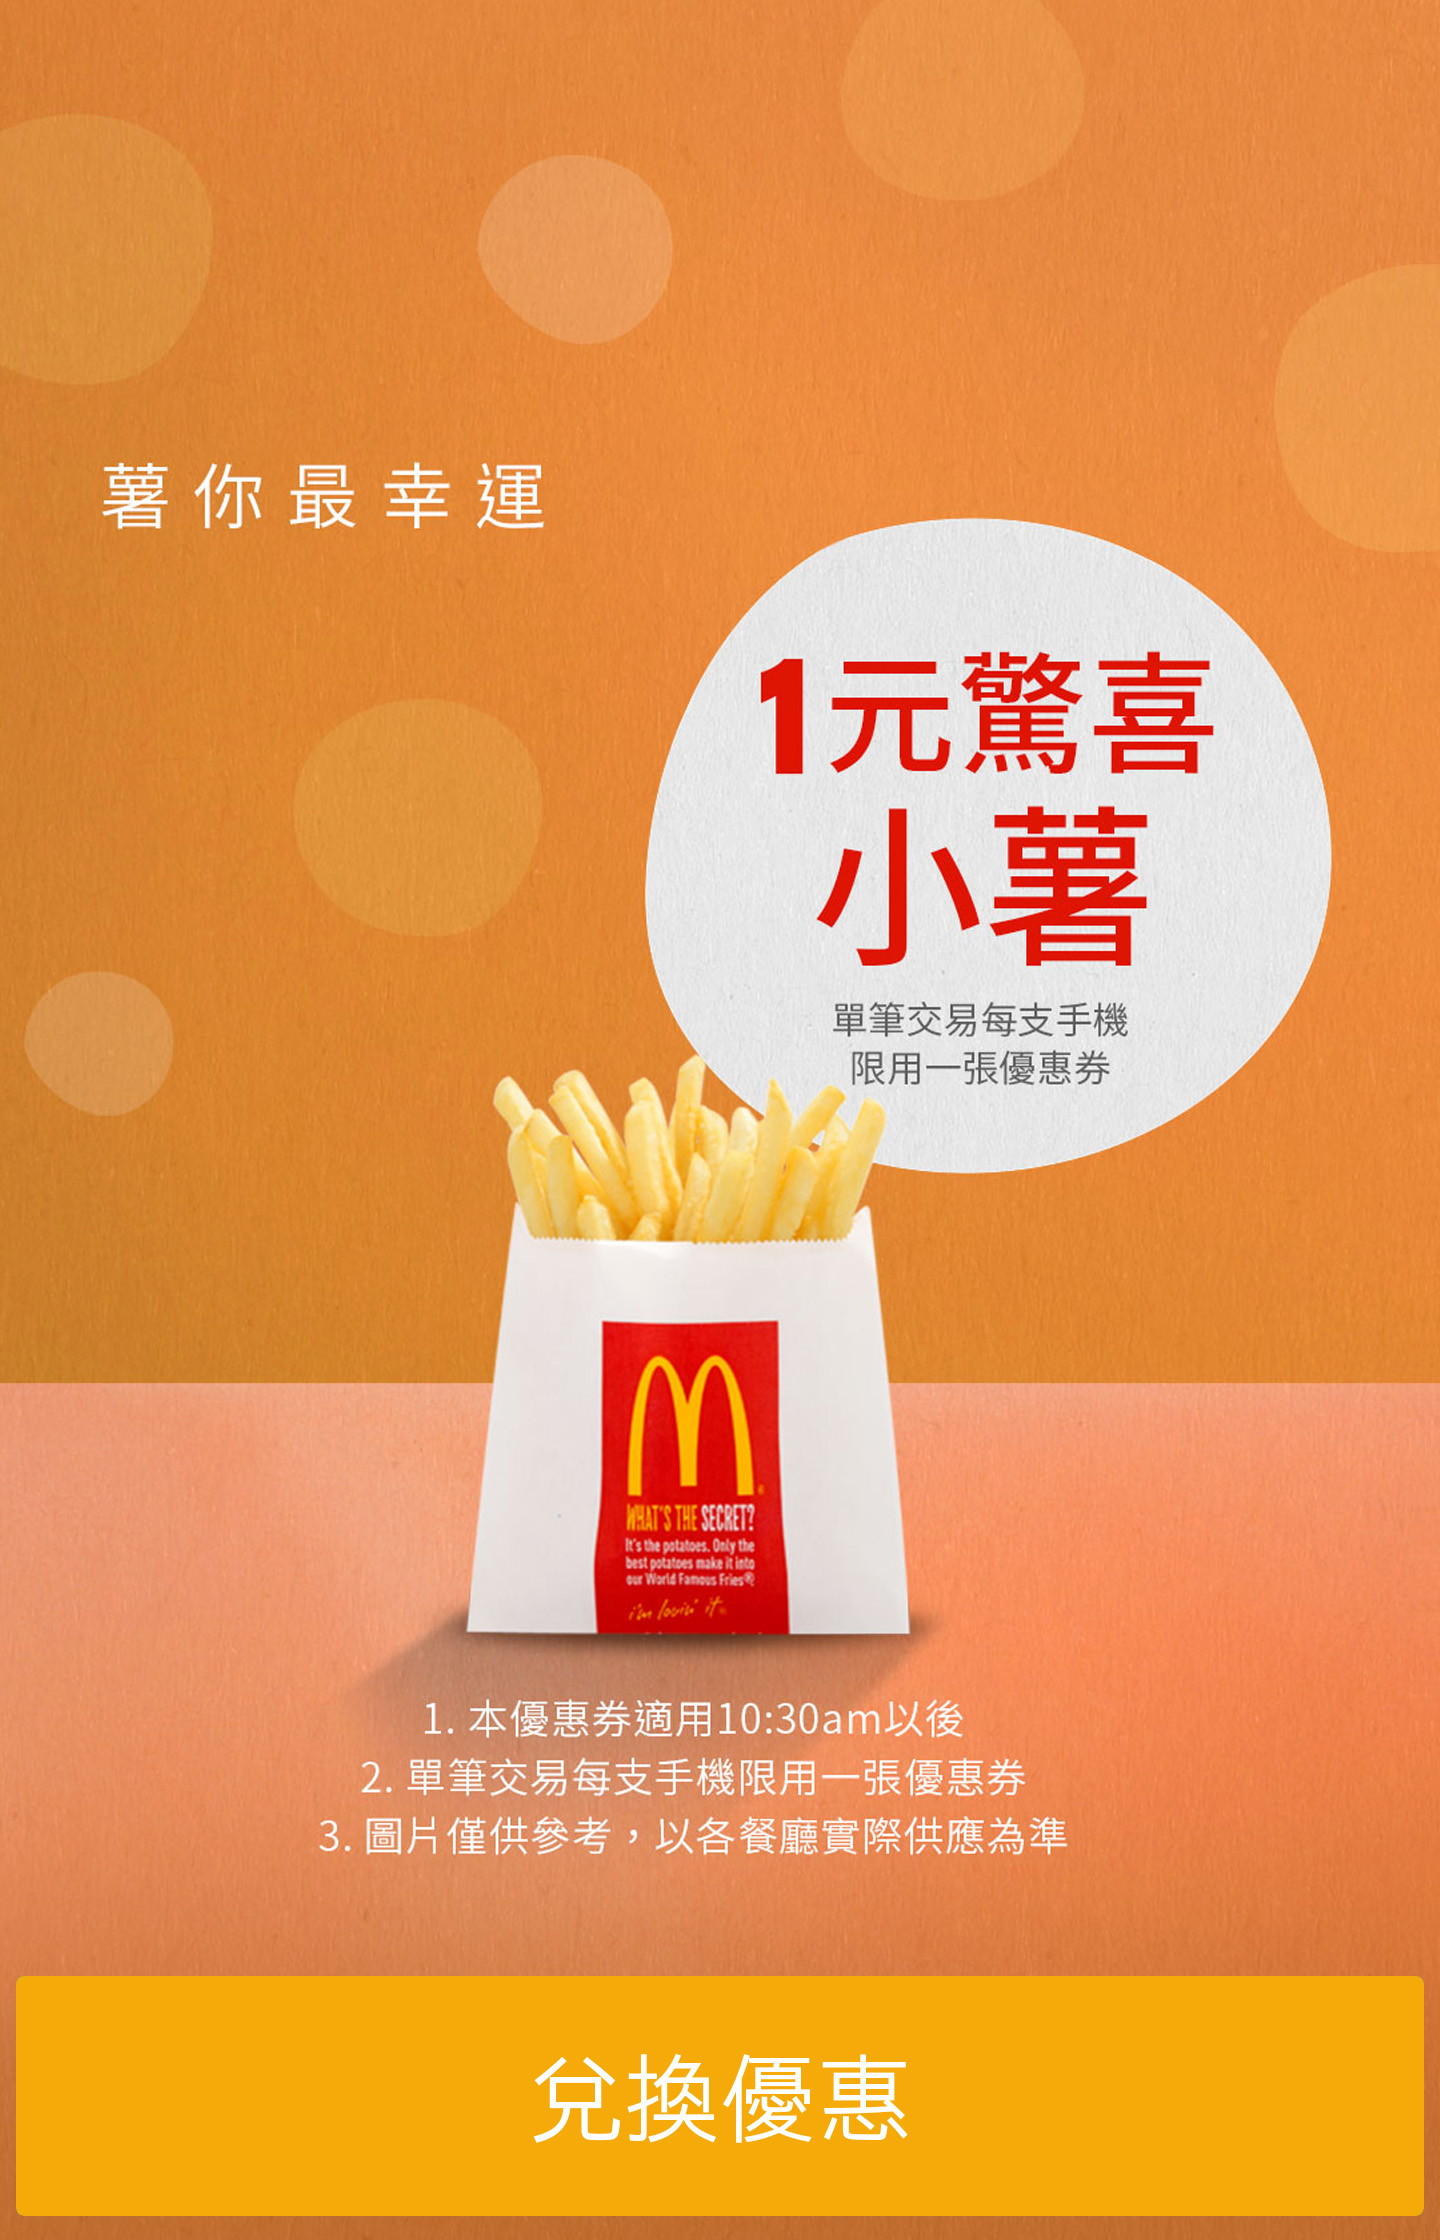 薯你最幸運
1元驚喜
小薯
單筆交易每支手機
限用一張優惠券
WHAT'S THE SECRET?
It's the potatoes. Only the
best potatoes make it into
our World Famous Fries®
i'm lovin' it
1. 本優惠券適用10:30am以後
2. 單筆交易每支手機限用一張優惠券
3. 圖片僅供參考，以各餐廳實際供應為準
兌換優惠